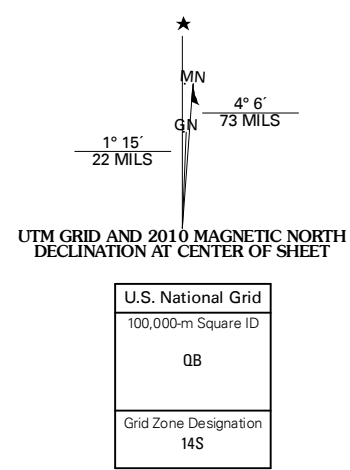 MN
4° 6´
73 MILS
GN
1° 15´
22 MILS
UTM GRID AND 2010 MAGNETIC NORTH
DECLINATION AT CENTER OF SHEET
U.S. National Grid
100,000-m Square ID
QB
Grid Zone Designation
14S